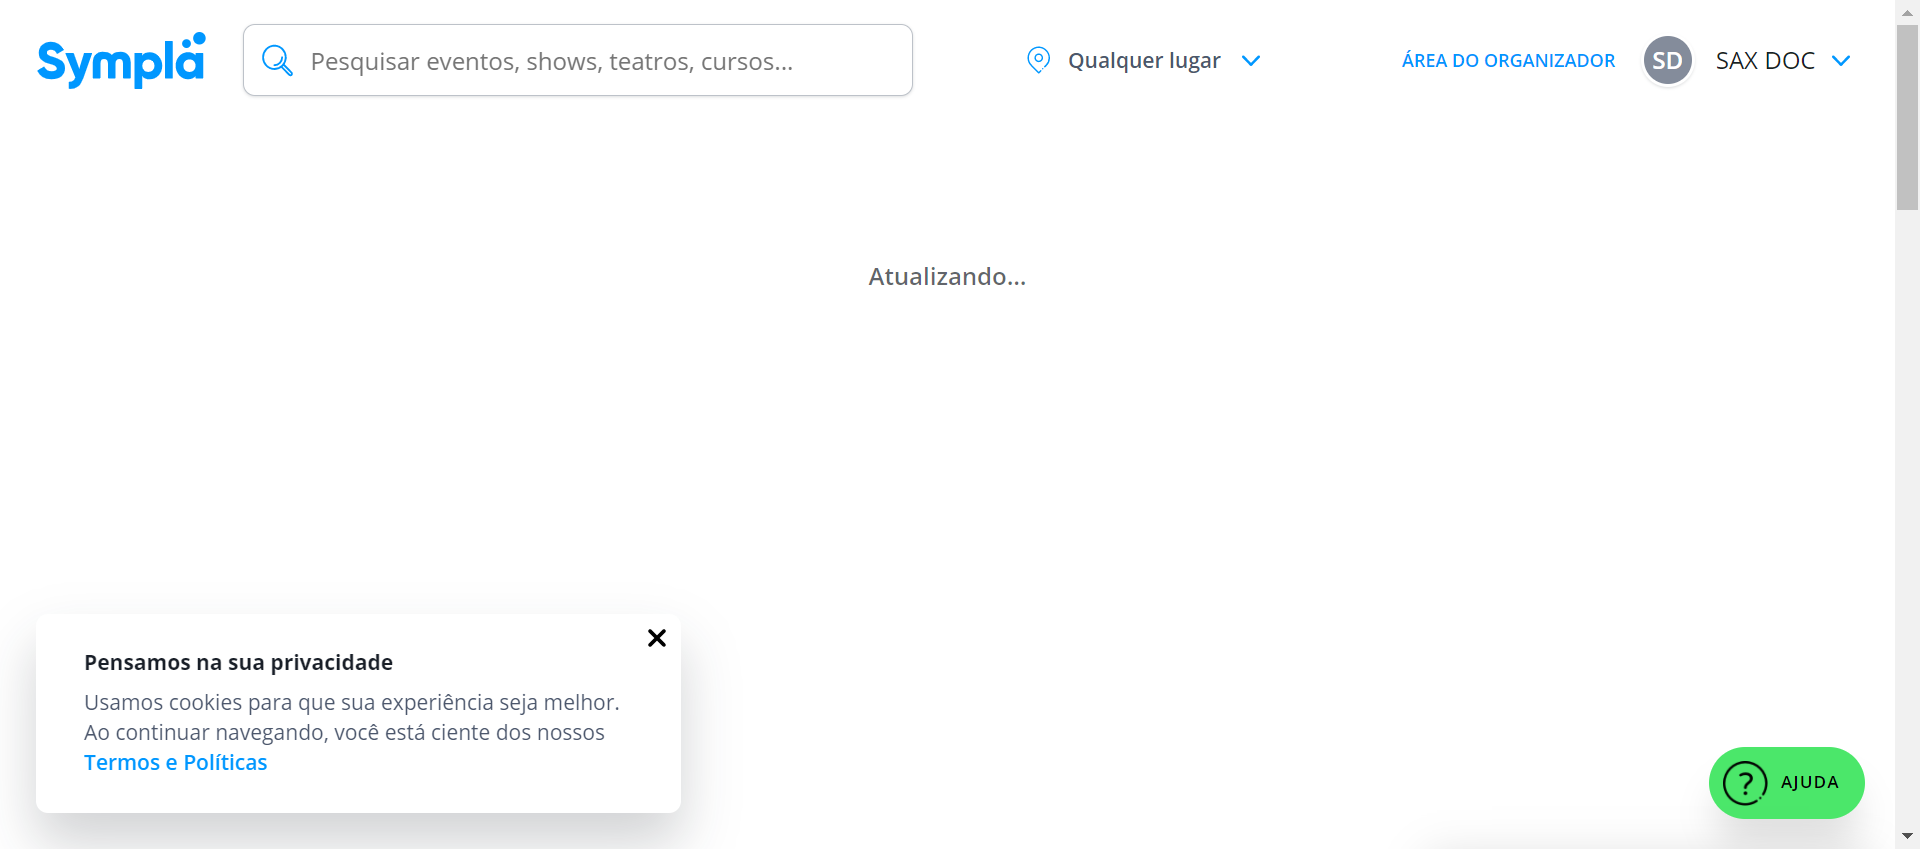 Sympla
Pesquisar eventos, shows, teatros, cursos...
Qualquer lugar
ÁREA DO ORGANIZADOR
SD
SAX DOC
Atualizando...
Pensamos na sua privacidade
Usamos cookies para que sua experiência seja melhor.
Ao continuar navegando, você está ciente dos nossos
Termos e Políticas
? AJUDA